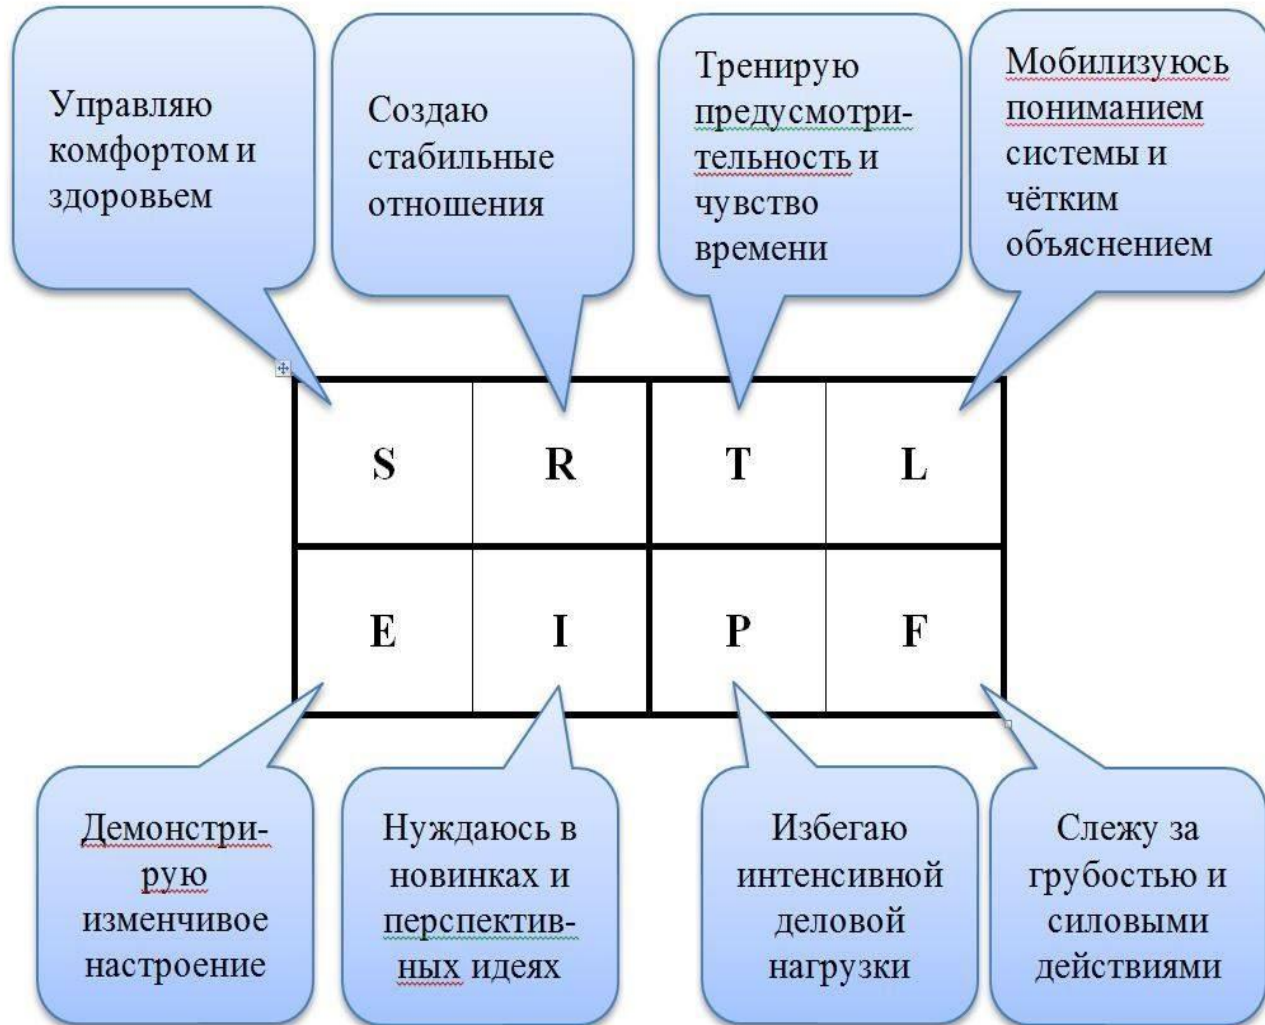 Управляю
комфортом и
здоровьем
Создаю
стабильные
отношения
Тренирую
предусмотри-
тельность и
чувство
времени
Мобилизуюсь
пониманием
системы и
чётким
объяснением
S R T L
E I P F
Демонстри-
рую
изменчивое
настроение
Нуждаюсь в
новинках и
перспектив-
ных идеях
Избегаю
интенсивной
деловой
нагрузки
Слежу за
грубостью и
силовыми
действиями